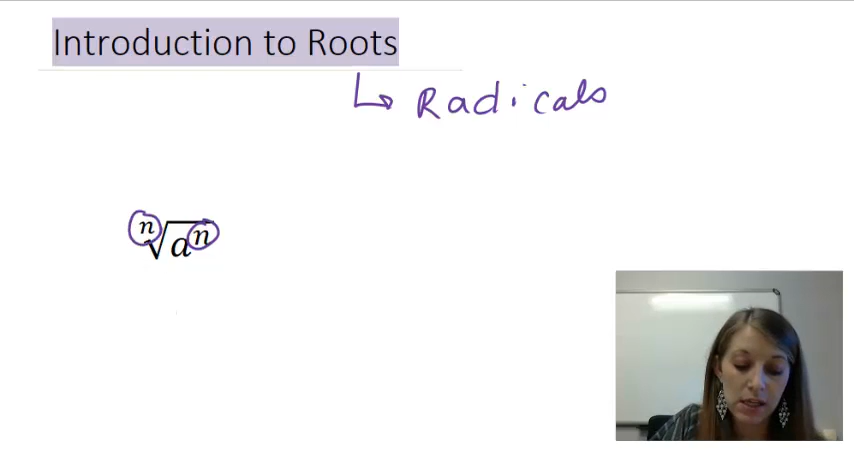 Introduction to Roots
↳ Radicals
ⁿ√aⁿ